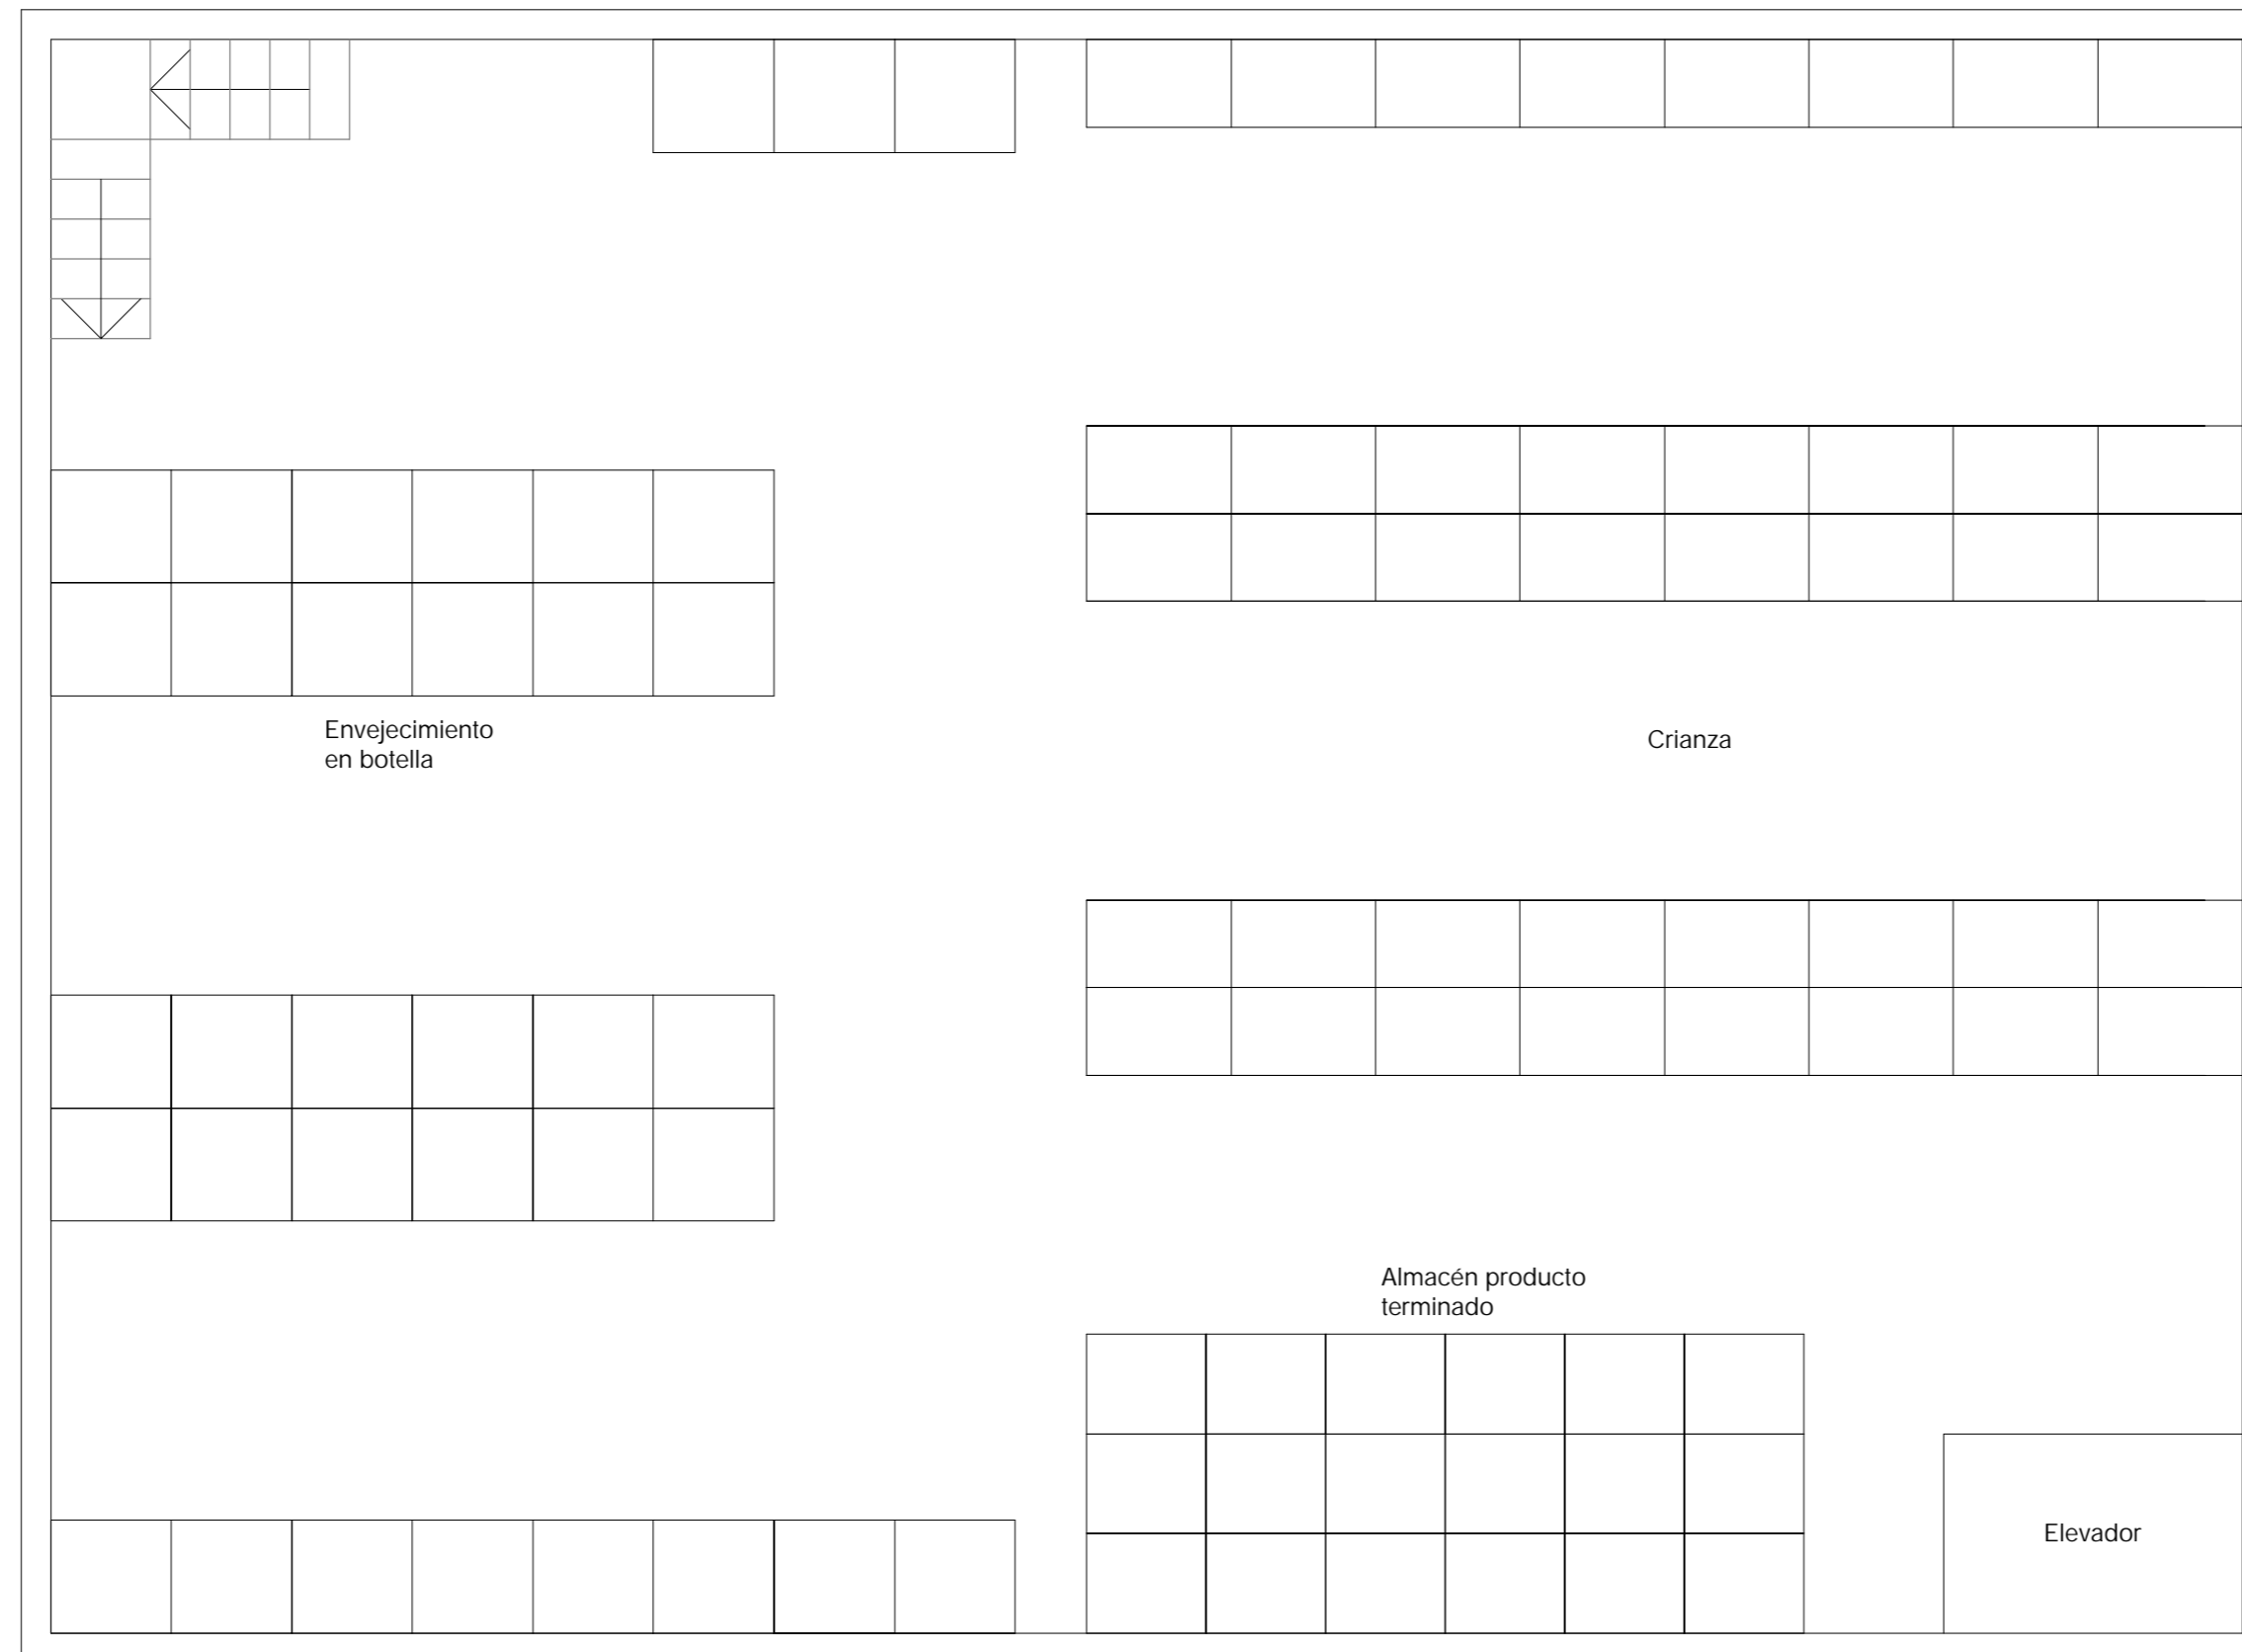 Envejecimiento
en botella
Crianza
Almacén producto
terminado
Elevador